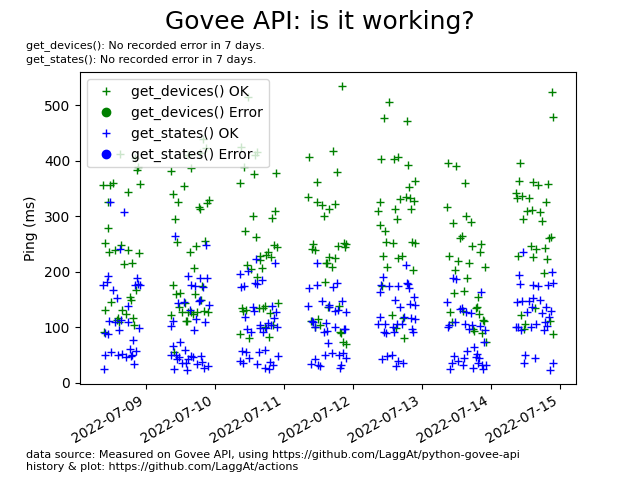 Govee API: is it working?
get_devices(): No recorded error in 7 days.
get_states(): No recorded error in 7 days.
get_devices() OK
get_devices() Error
get_states() OK
get_states() Error
Ping (ms)
500
400
300
200
100
0
2022-07-09
2022-07-10
2022-07-11
2022-07-12
2022-07-13
2022-07-14
2022-07-15
data source: Measured on Govee API, using https://github.com/LaggAt/python-govee-api
history & plot: https://github.com/LaggAt/actions